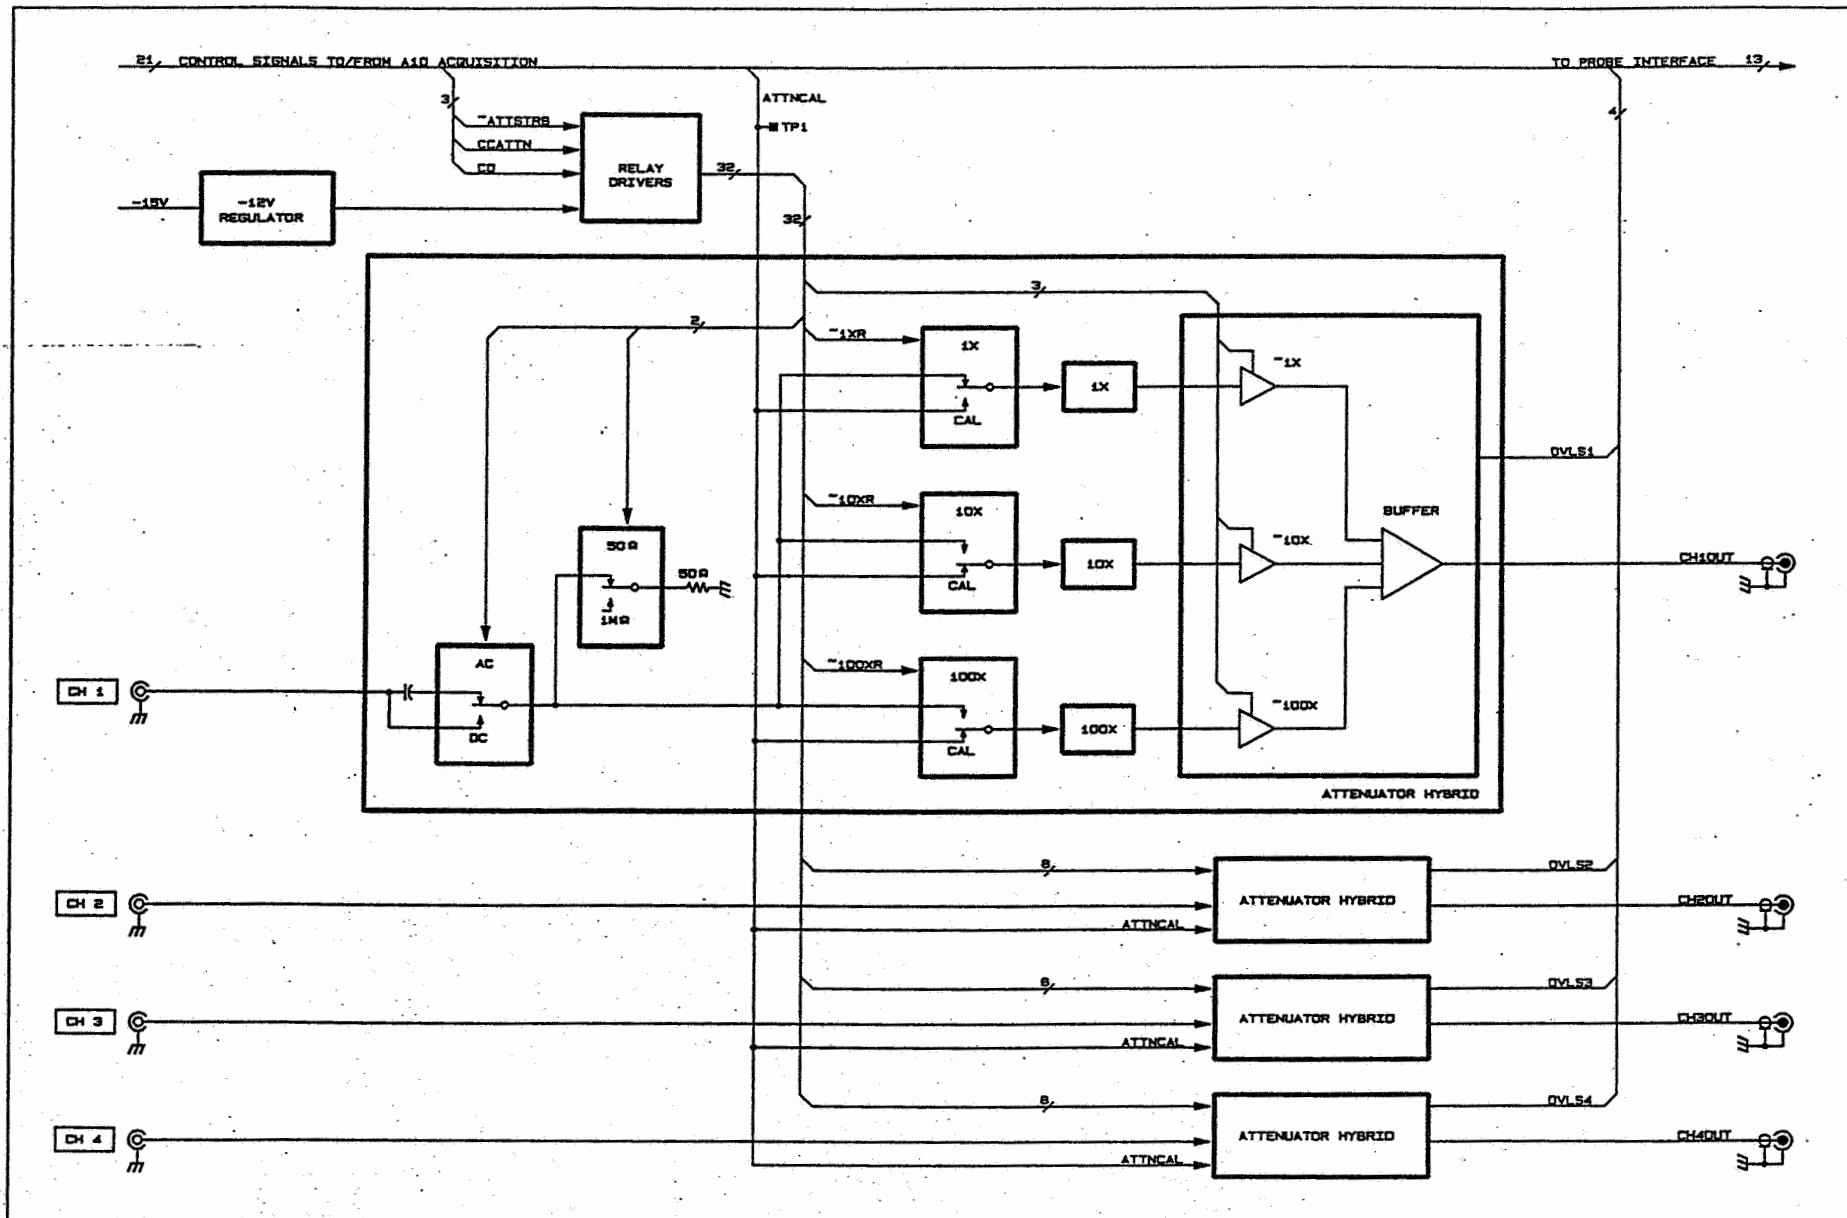 21 CONTROL SIGNALS TO/FROM A10 ACQUISITION
TO PROBE INTERFACE 13
3
ATTNCAL
4
~ATTSTRB
TP1
CCATTN
CD
RELAY
DRIVERS
32
-15V
-12V
REGULATOR
32
3
2
~1XR
1X
CAL
1X
~1X
OVLS1
~10XR
10X
CAL
10X
~10X
BUFFER
CH1OUT
50Ω
1MΩ
50Ω
~100XR
100X
CAL
100X
~100X
AC
DC
CH 1
ATTENUATOR HYBRID
8
OVLS2
CH 2
ATTENUATOR HYBRID
CH2OUT
ATTNCAL
8
OVLS3
CH 3
ATTENUATOR HYBRID
CH3OUT
ATTNCAL
8
OVLS4
CH 4
ATTENUATOR HYBRID
CH4OUT
ATTNCAL